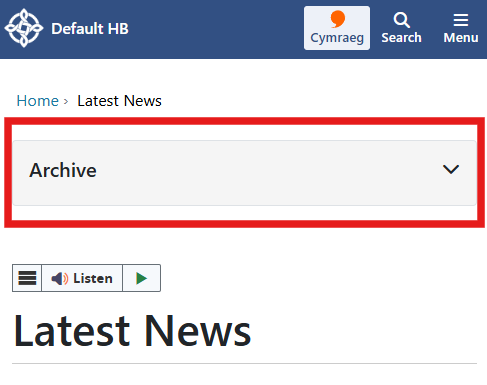 Default HB
Cymraeg
Search
Menu
Home › Latest News
Archive
Listen
Latest News